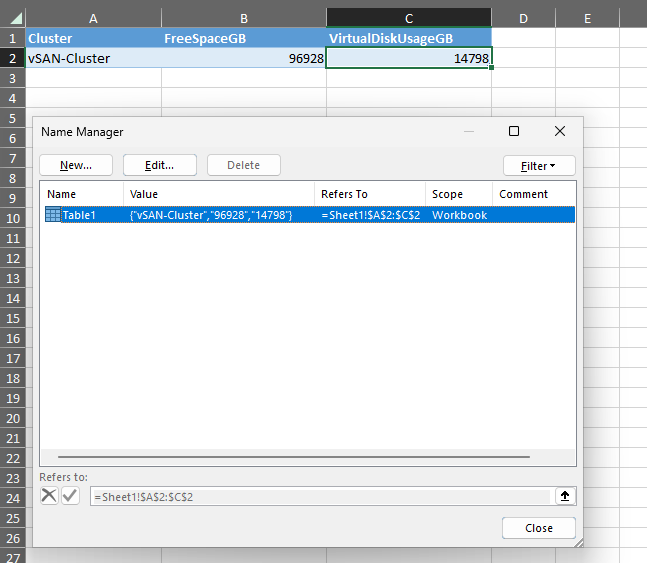 A B C D E
1 Cluster FreeSpaceGB VirtualDiskUsageGB
2 vSAN-Cluster 96928 14798
3
4
5
6
Name Manager
7
New... Edit... Delete Filter
8
9
Name Value Refers To Scope Comment
10
Table1 {"vSAN-Cluster","96928","14798"} =Sheet1!$A$2:$C$2 Workbook
11
12
13
14
15
16
17
18
19
20
21
22
23
Refers to:
24
=Sheet1!$A$2:$C$2
25
Close
26
27